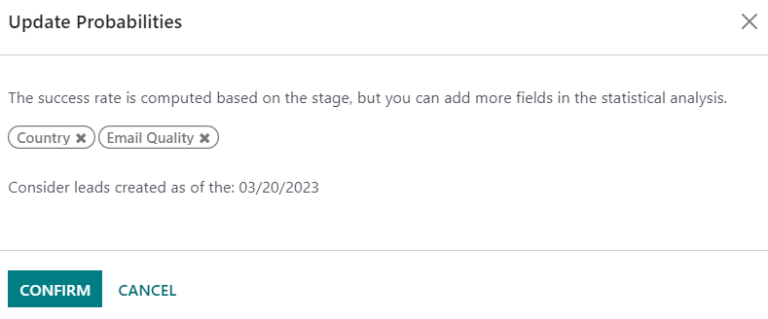 Update Probabilities
The success rate is computed based on the stage, but you can add more fields in the statistical analysis.
Country Email Quality
Consider leads created as of the: 03/20/2023
CONFIRM CANCEL